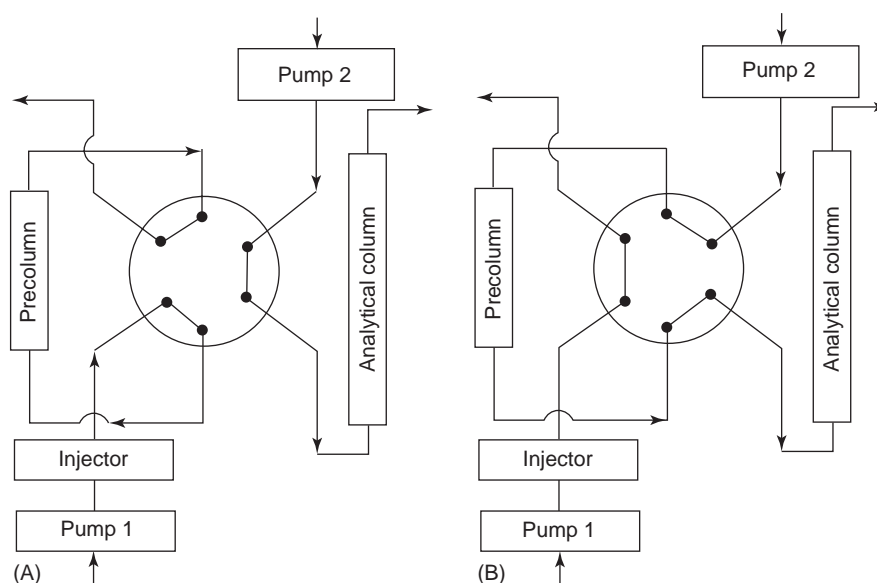 Pump 2
Precolumn
Analytical column
Injector
Pump 1
(A)
Pump 2
Precolumn
Analytical column
Injector
Pump 1
(B)